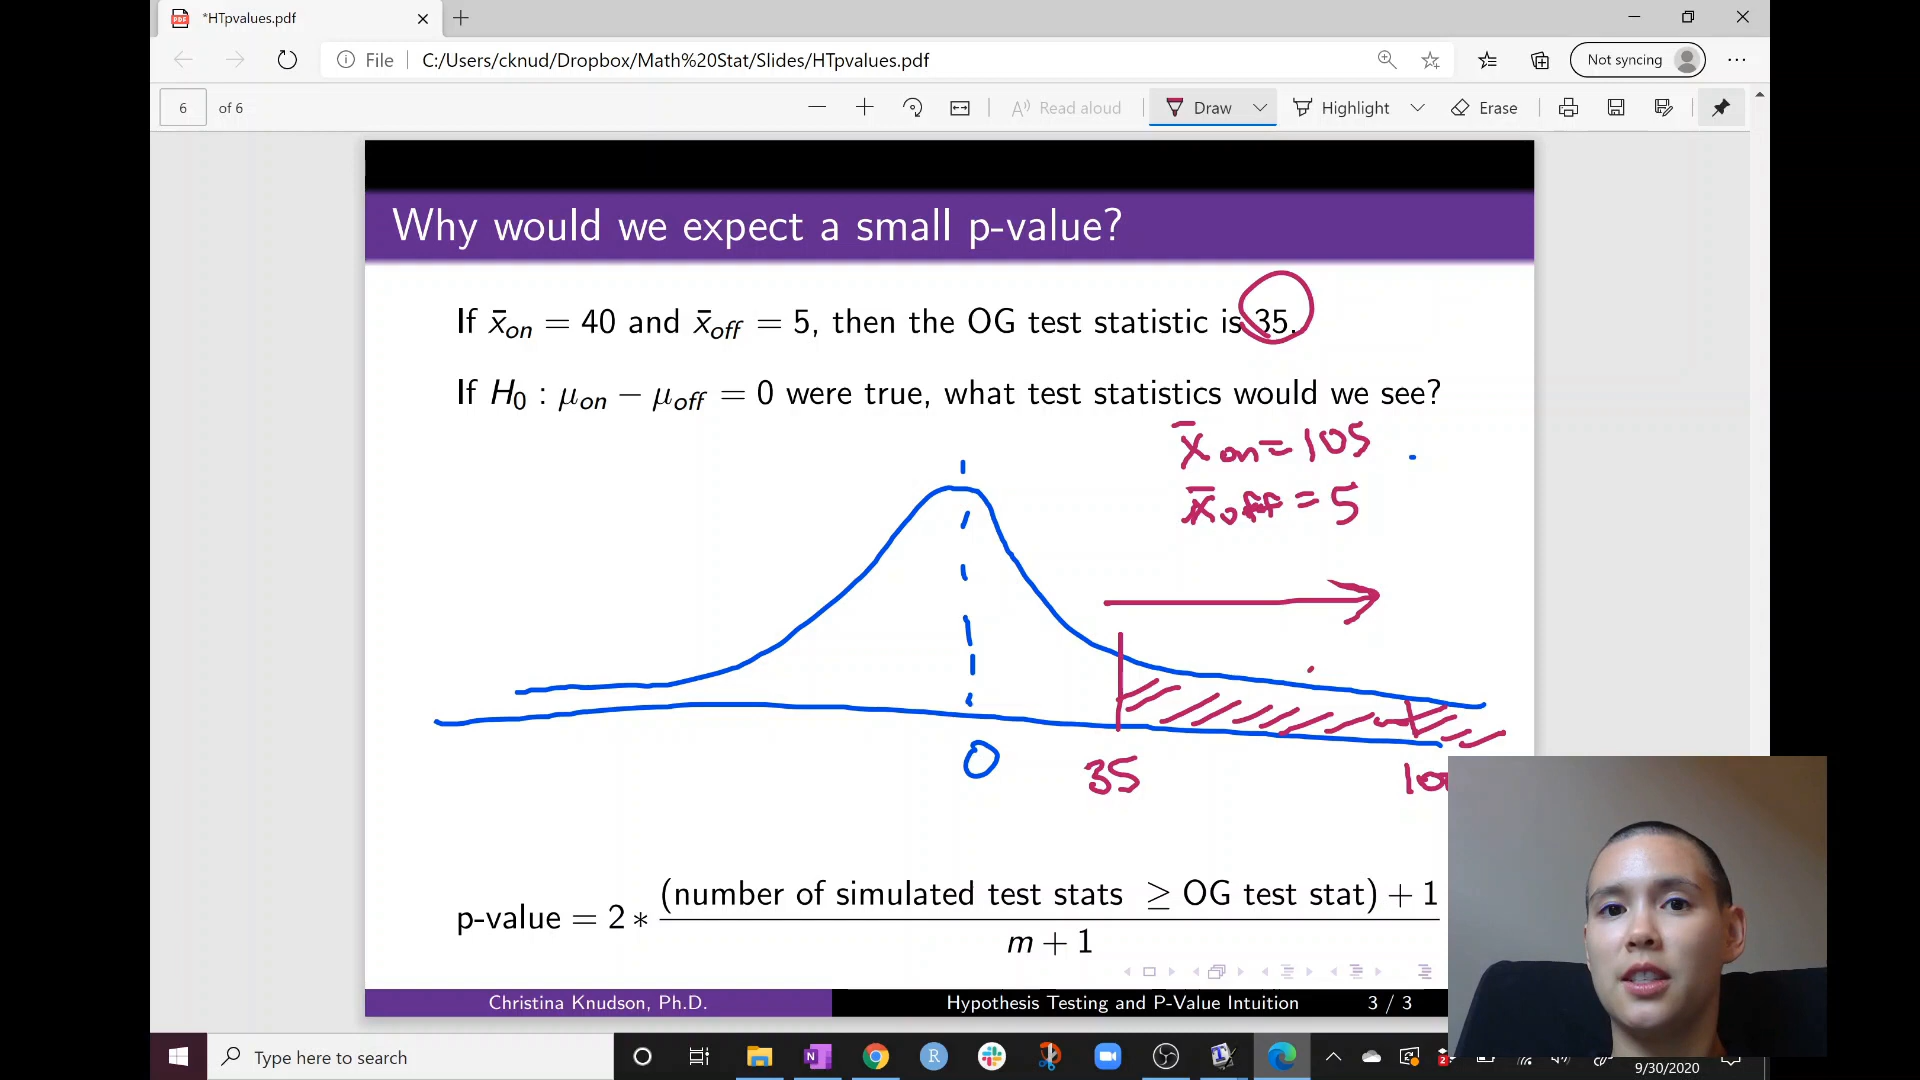 *HTpvalues.pdf
File C:/Users/cknud/Dropbox/Math%20Stat/Slides/HTpvalues.pdf Not syncing
6 of 6 Read aloud Draw Highlight Erase
Why would we expect a small p-value?
If x̄on = 40 and x̄off = 5, then the OG test statistic is 35.
If H0 : μon − μoff = 0 were true, what test statistics would we see?
x̄on = 105
x̄off = 5
0 35
p-value = 2 * (number of simulated test stats ≥ OG test stat) + 1
m + 1
Christina Knudson, Ph.D. Hypothesis Testing and P-Value Intuition 3 / 3
Type here to search
9/30/2020